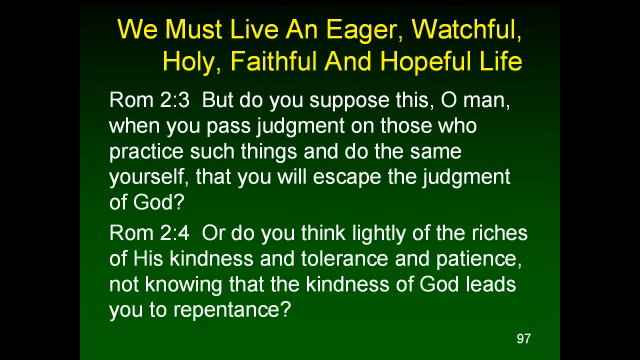 We Must Live An Eager, Watchful,
Holy, Faithful And Hopeful Life
Rom 2:3  But do you suppose this, O man,
when you pass judgment on those who
practice such things and do the same
yourself, that you will escape the judgment
of God?
Rom 2:4  Or do you think lightly of the riches
of His kindness and tolerance and patience,
not knowing that the kindness of God leads
you to repentance?
97